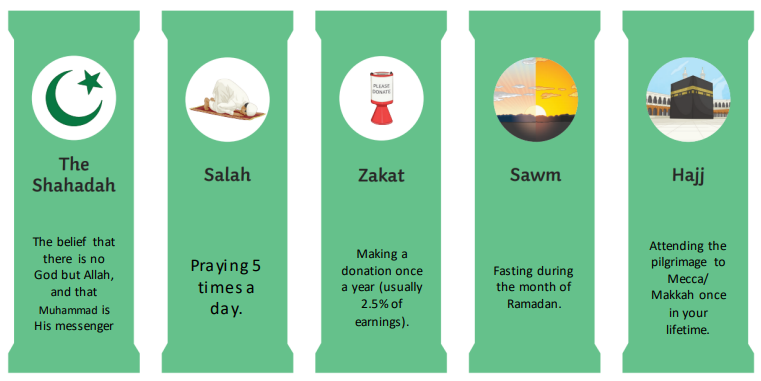 The
Shahadah
The belief that
there is no
God but Allah,
and that
Muhammad is
His messenger
Salah
Praying 5
times a
day.
PLEASE
DONATE
Zakat
Making a
donation once
a year (usually
2.5% of
earnings).
Sawm
Fasting during
the month of
Ramadan.
Hajj
Attending the
pilgrimage to
Mecca/
Makkah once
in your
lifetime.